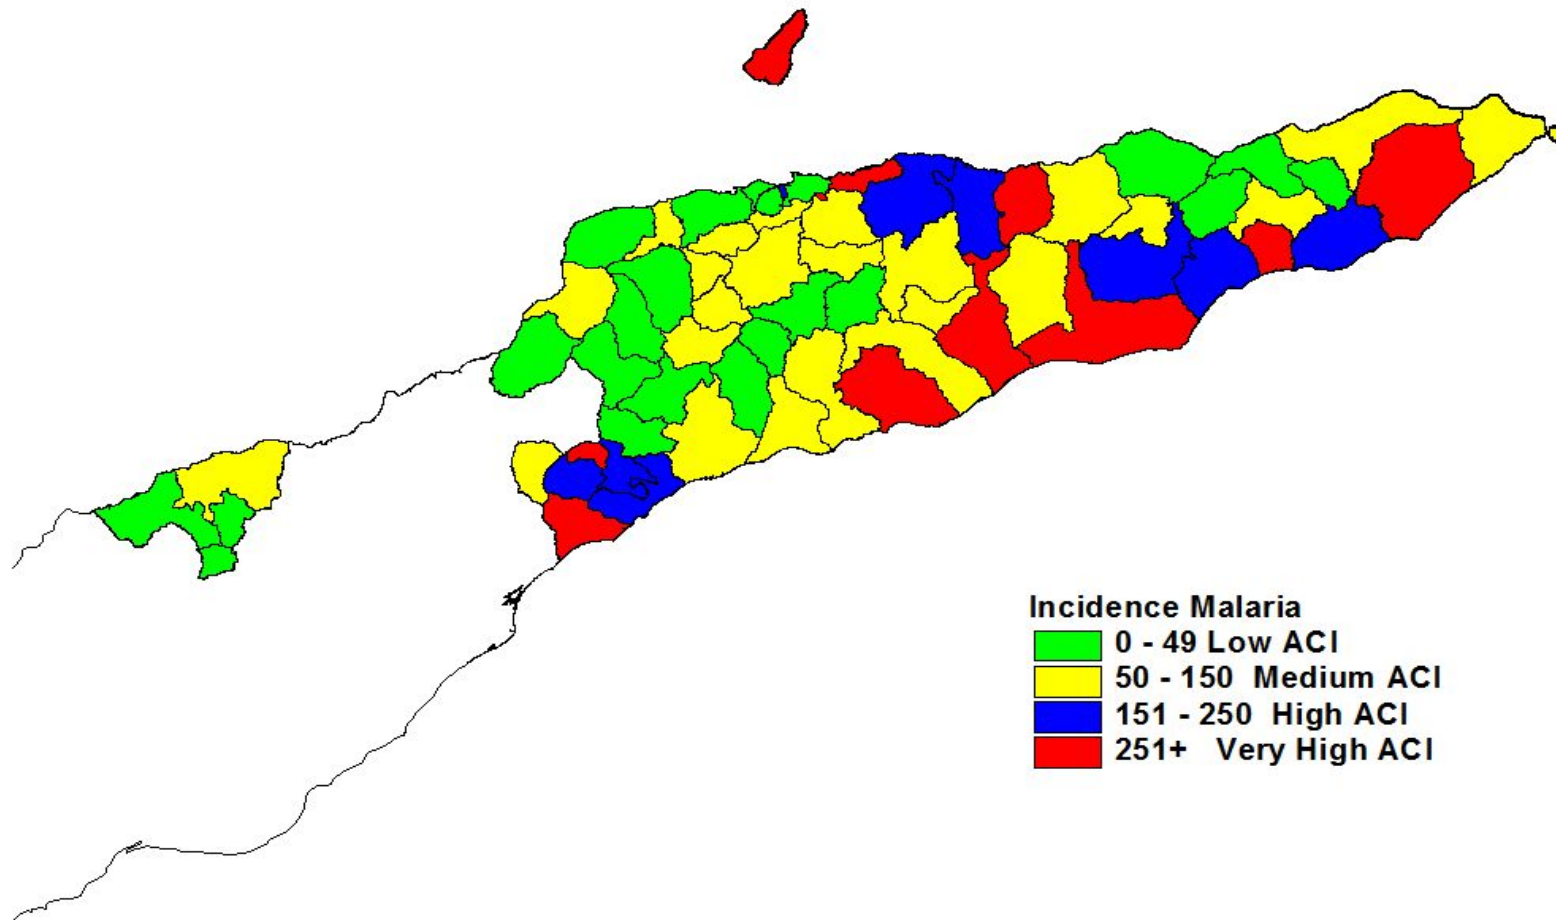 Incidence Malaria
0 - 49 Low ACI
50 - 150 Medium ACI
151 - 250 High ACI
251+ Very High ACI